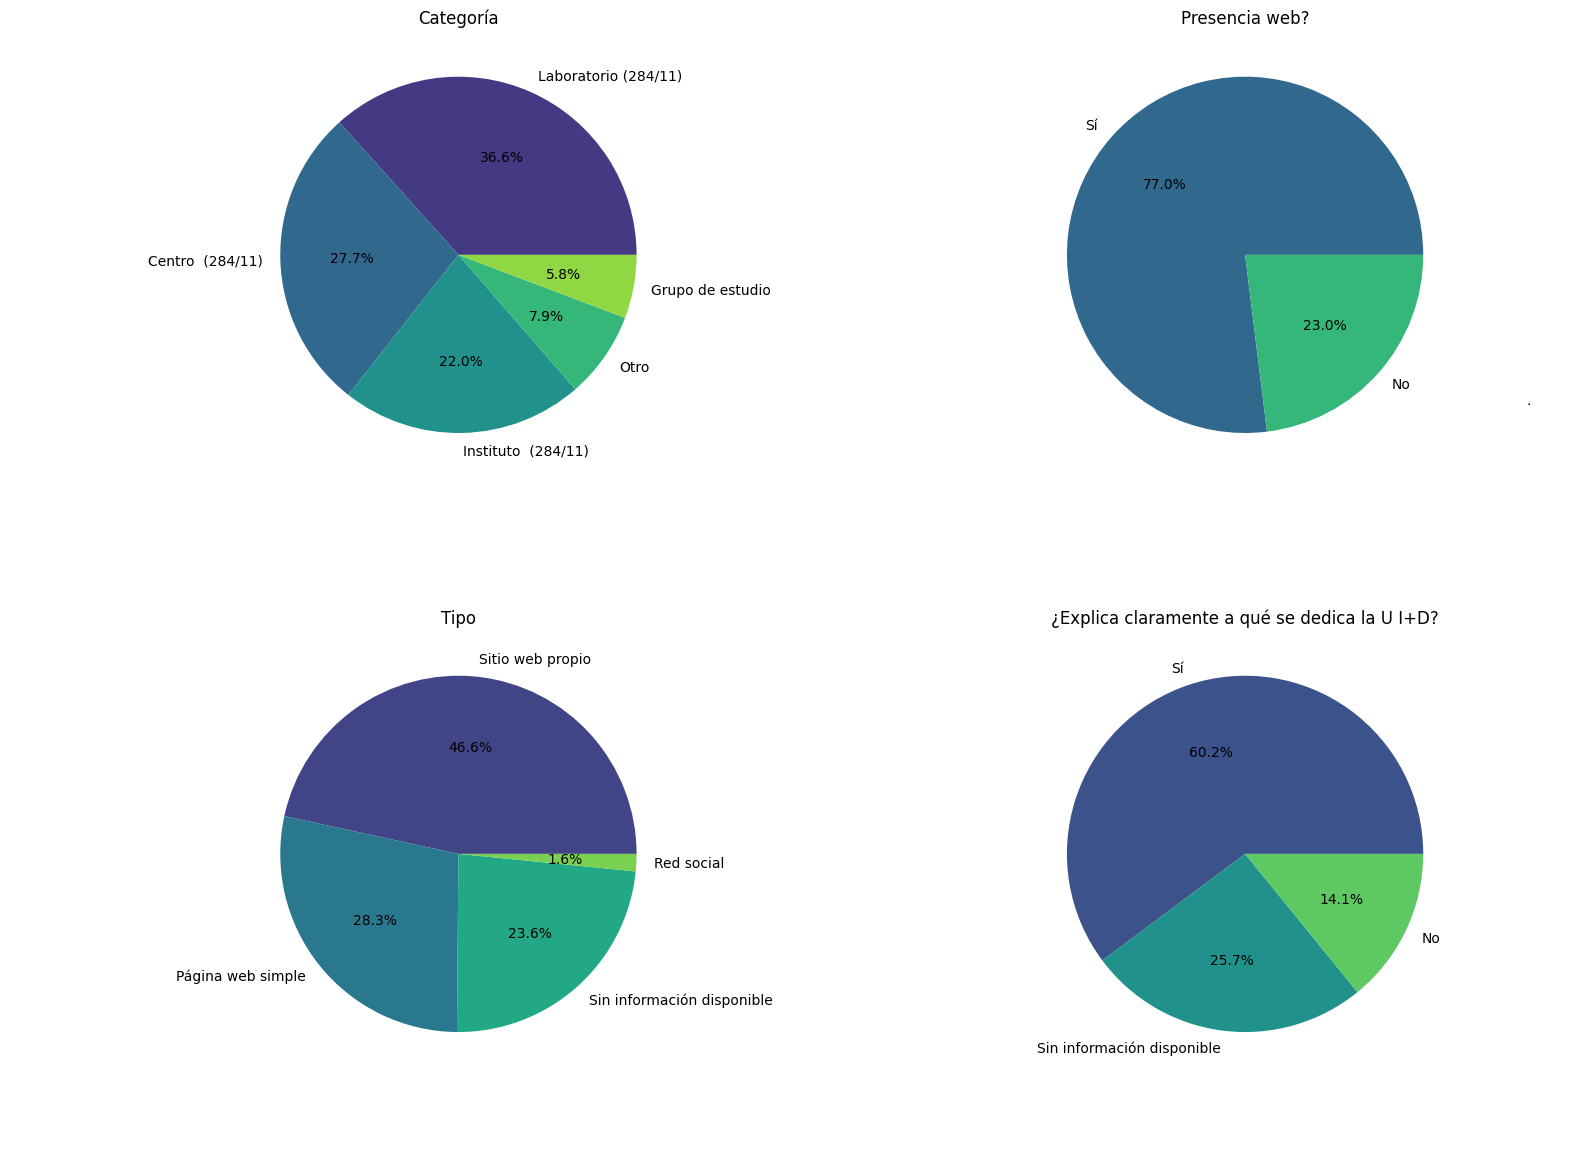 Categoría
Laboratorio (284/11)
36.6%
Centro  (284/11)
27.7%
5.8%
Grupo de estudio
7.9%
Otro
22.0%
Instituto  (284/11)
Presencia web?
Sí
77.0%
23.0%
No
.
Tipo
Sitio web propio
46.6%
1.6%
Red social
28.3%
23.6%
Página web simple
Sin información disponible
¿Explica claramente a qué se dedica la U I+D?
Sí
60.2%
14.1%
No
25.7%
Sin información disponible